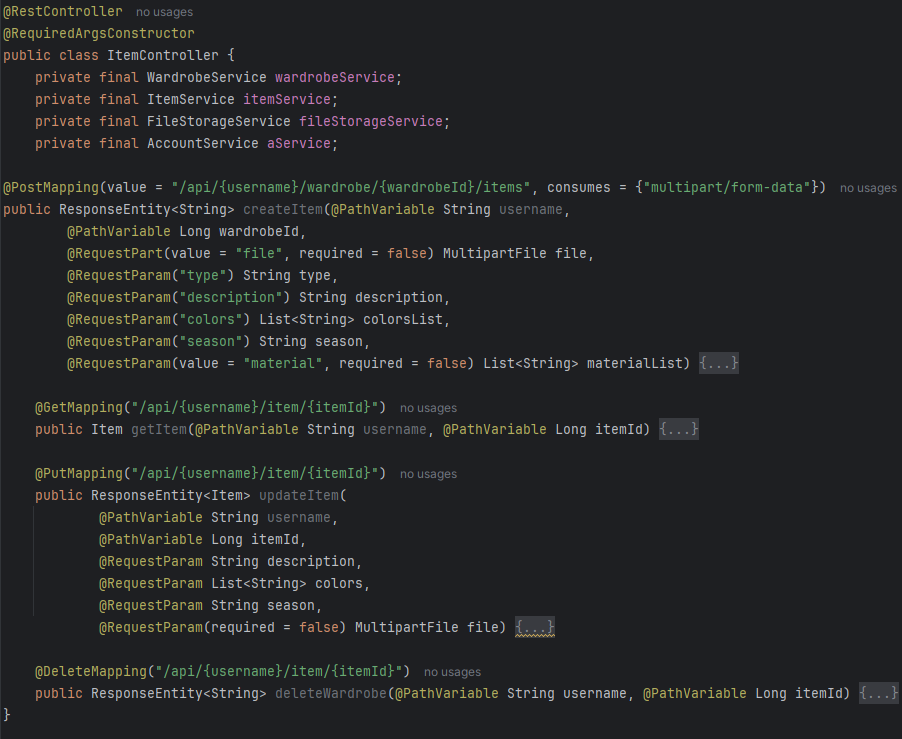 @RestController no usages
@RequiredArgsConstructor
public class ItemController {
    private final WardrobeService wardrobeService;
    private final ItemService itemService;
    private final FileStorageService fileStorageService;
    private final AccountService aService;

@PostMapping(value = "/api/{username}/wardrobe/{wardrobeId}/items", consumes = {"multipart/form-data"}) no usages
public ResponseEntity<String> createItem(@PathVariable String username,
        @PathVariable Long wardrobeId,
        @RequestPart(value = "file", required = false) MultipartFile file,
        @RequestParam("type") String type,
        @RequestParam("description") String description,
        @RequestParam("colors") List<String> colorsList,
        @RequestParam("season") String season,
        @RequestParam(value = "material", required = false) List<String> materialList) {...}

    @GetMapping("/api/{username}/item/{itemId}") no usages
    public Item getItem(@PathVariable String username, @PathVariable Long itemId) {...}

    @PutMapping("/api/{username}/item/{itemId}") no usages
    public ResponseEntity<Item> updateItem(
            @PathVariable String username,
            @PathVariable Long itemId,
            @RequestParam String description,
            @RequestParam List<String> colors,
            @RequestParam String season,
            @RequestParam(required = false) MultipartFile file) {...}

    @DeleteMapping("/api/{username}/item/{itemId}") no usages
    public ResponseEntity<String> deleteWardrobe(@PathVariable String username, @PathVariable Long itemId) {...}
}